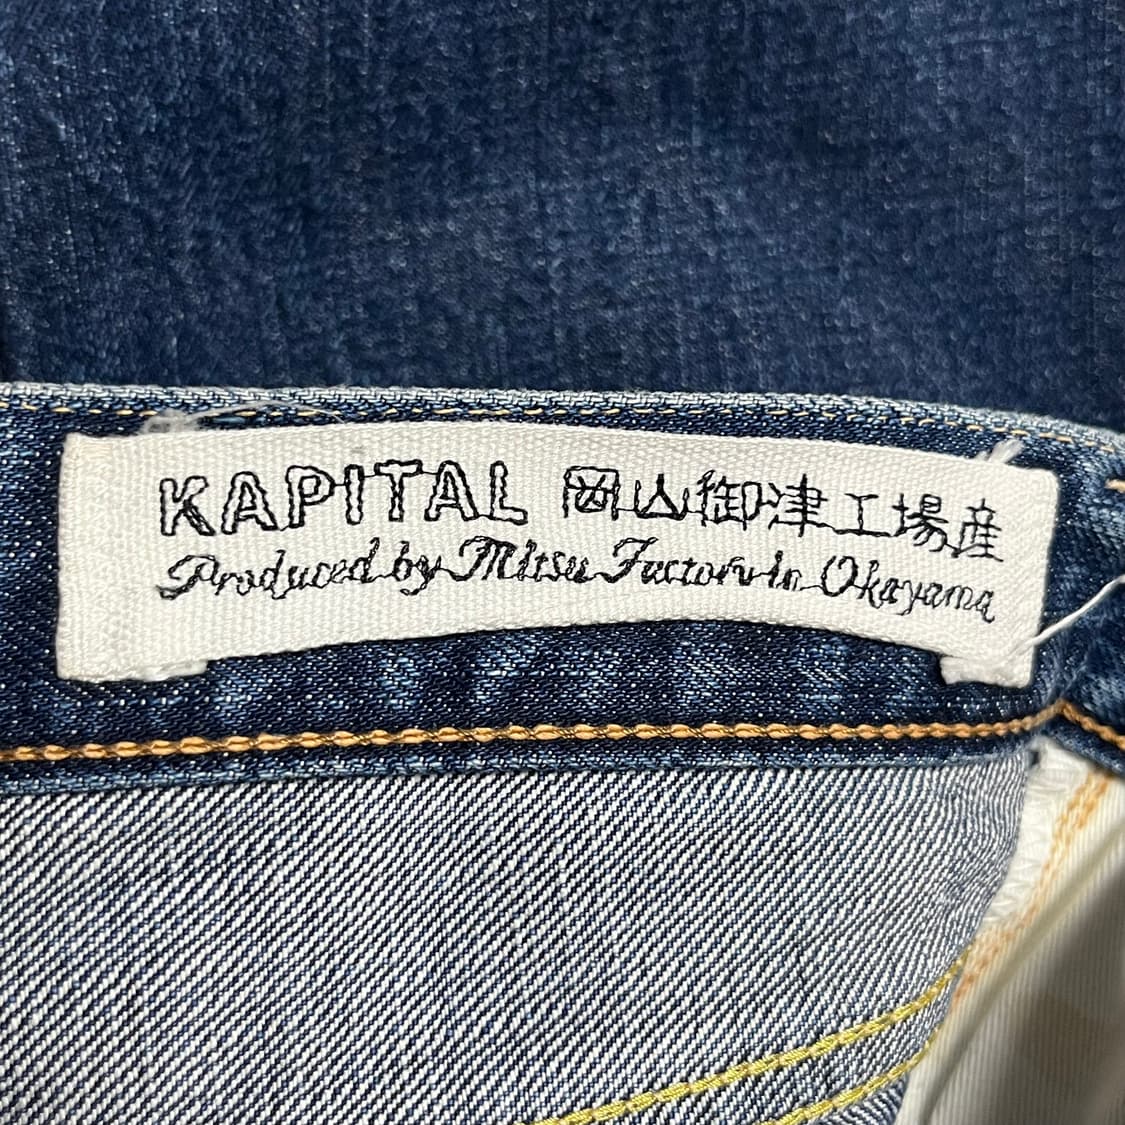 KAPITAL 岡山御津工場産
Produced by Mitsu Factory In Okayama